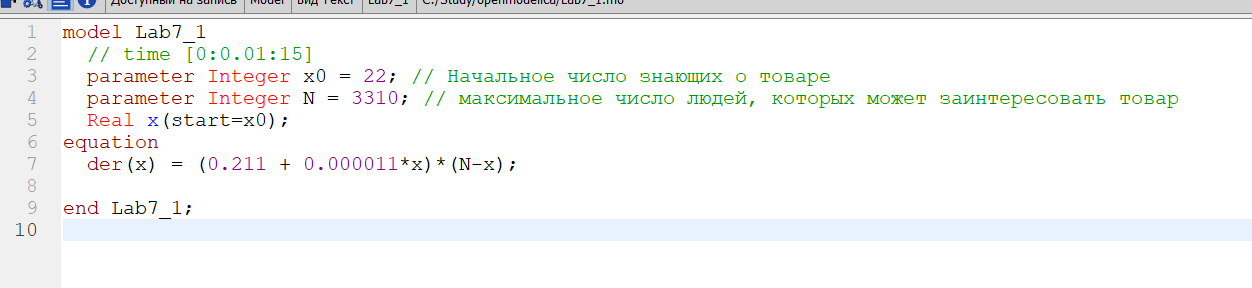 Доступный на запись Model Вид Текст Lab7_1 C:/Study/openmodelica/Lab7_1.mo
1 model Lab7_1
2 // time [0:0.01:15]
3 parameter Integer x0 = 22; // Начальное число знающих о товаре
4 parameter Integer N = 3310; // максимальное число людей, которых может заинтересовать товар
5 Real x(start=x0);
6 equation
7 der(x) = (0.211 + 0.000011*x)*(N-x);
8
9 end Lab7_1;
10